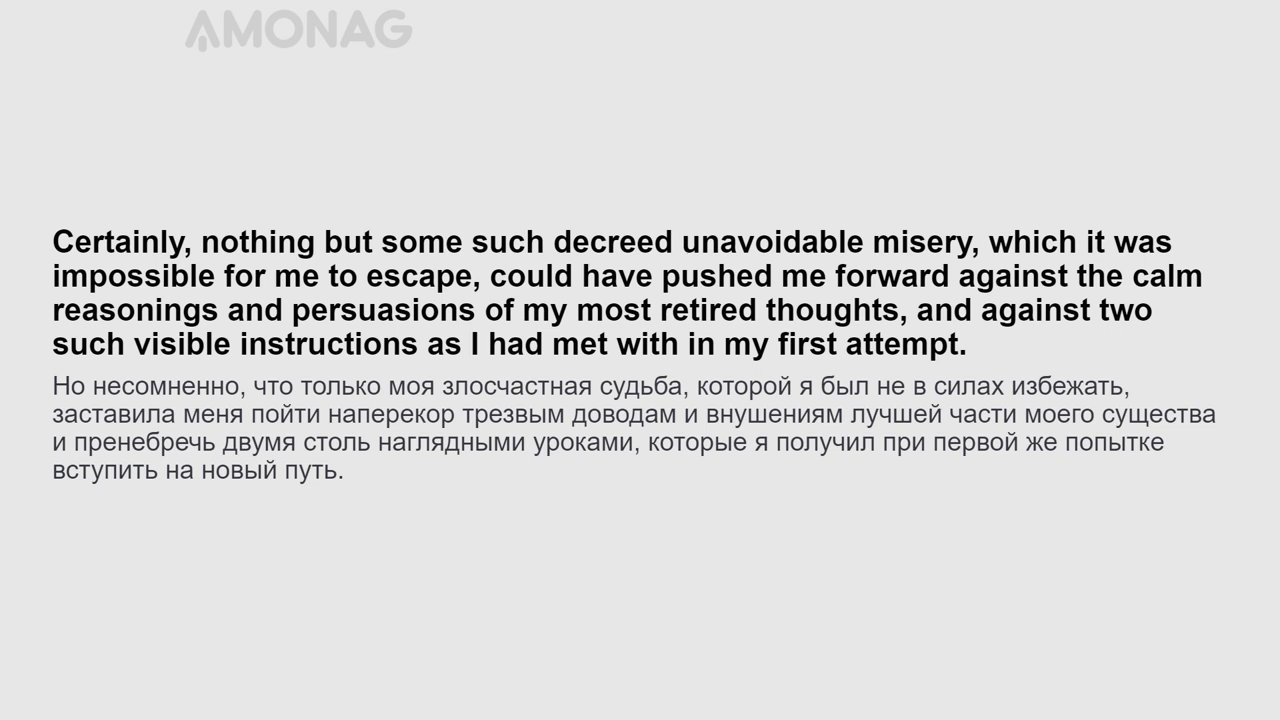 AMONAG
Certainly, nothing but some such decreed unavoidable misery, which it was
impossible for me to escape, could have pushed me forward against the calm
reasonings and persuasions of my most retired thoughts, and against two
such visible instructions as I had met with in my first attempt.
Но несомненно, что только моя злосчастная судьба, которой я был не в силах избежать,
заставила меня пойти наперекор трезвым доводам и внушениям лучшей части моего существа
и пренебречь двумя столь наглядными уроками, которые я получил при первой же попытке
вступить на новый путь.